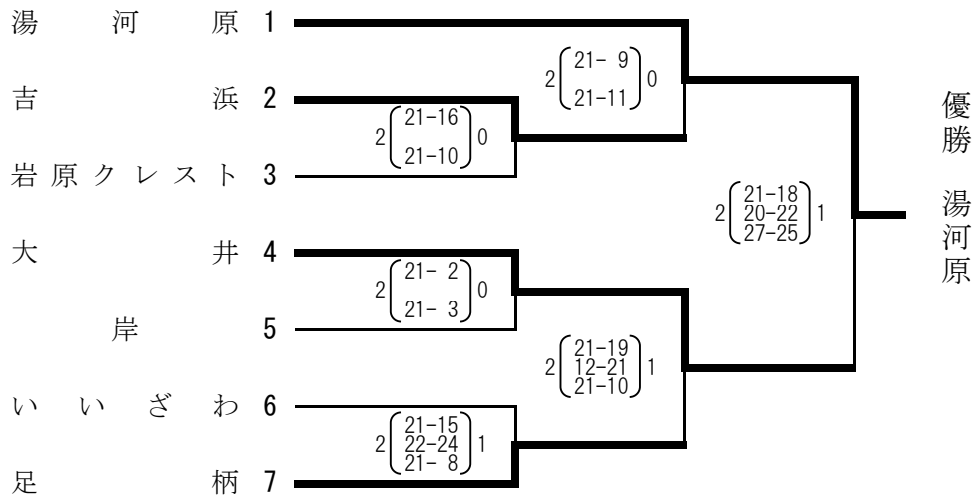 湯河原 1
吉浜 2
岩原クレスト 3
大井 4
岸 5
いいざわ 6
足柄 7
2 21-16 0
21-10
2 21- 2 0
21- 3
2 21-15 1
22-24
21- 8
2 21- 9 0
21-11
2 21-19 1
12-21
21-10
2 21-18 1
20-22
27-25
優勝 湯河原